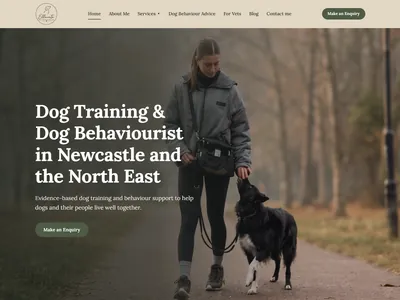 Home
About Me
Services
Dog Behaviour Advice
For Vets
Blog
Contact me
Make an Enquiry
Dog Training &
Dog Behaviourist
in Newcastle and
the North East
Evidence-based dog training and behaviour support to help
dogs and their people live well together.
Make an Enquiry